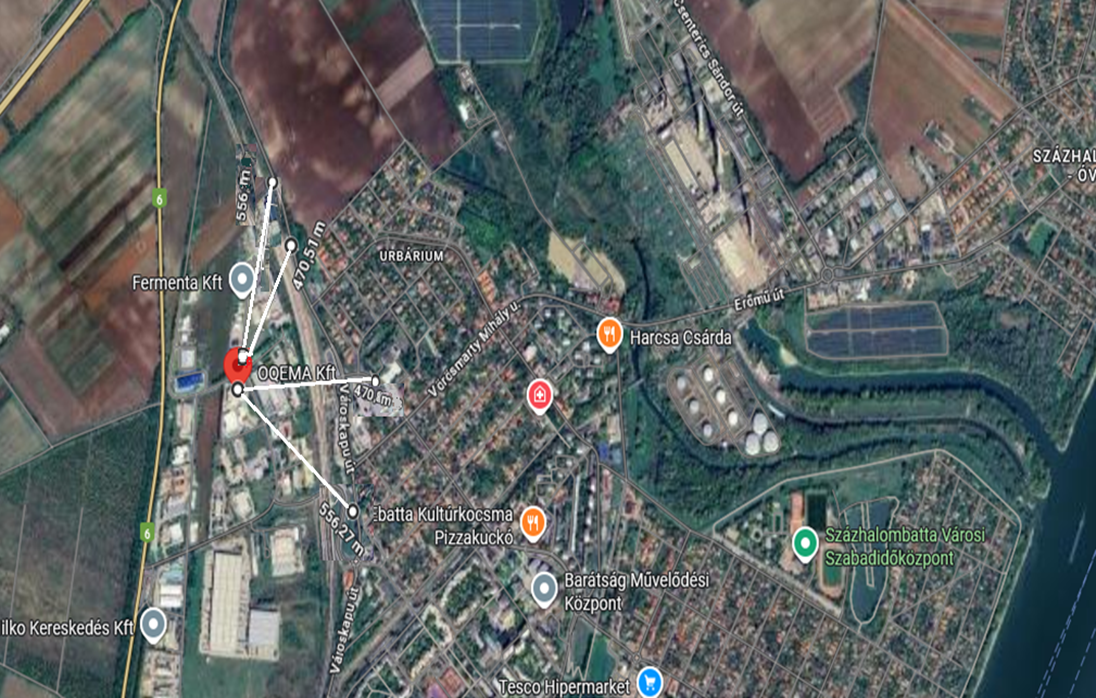 Csenterics Sándor út
SZÁZHAL
- ÓV
6
556, m
470,51 m
URBÁRIUM
Fermenta Kft
Erőmű út
Harcsa Csárda
Vörösmarty Mihály u.
OQEMA Kft
470, m
Városkapu út
6
556,27 m
batta Kultúrkocsma
Pizzakuckó
Százhalombatta Városi
Szabadidőközpont
Barátság Művelődési
Központ
Városkapu út
ilko Kereskedés Kft
Tesco Hipermarket